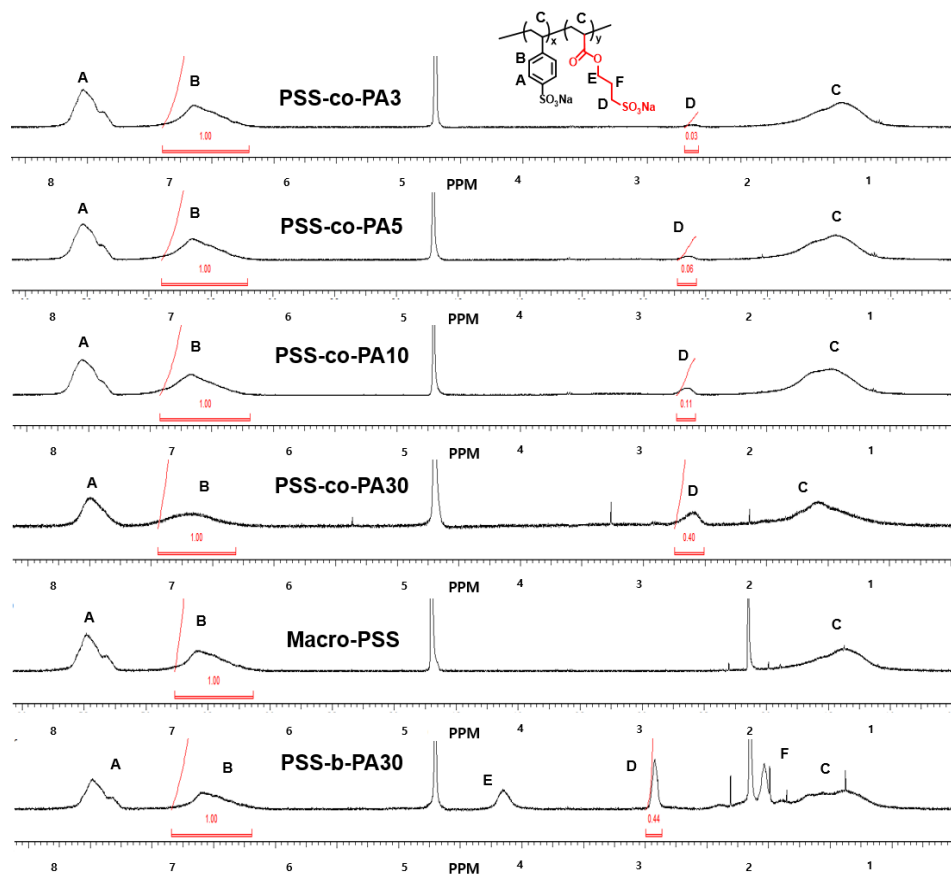 C C
x y
B
A
O
O
E F
D
SO₃Na
SO₃Na
A B PSS-co-PA3 D C
1.00 0.03
8 7 6 5 PPM 4 3 2 1
A B PSS-co-PA5 D C
1.00 0.06
8 7 6 5 PPM 4 3 2 1
A B PSS-co-PA10 D C
1.00 0.11
8 7 6 5 PPM 4 3 2 1
A B PSS-co-PA30 D C
1.00 0.40
8 7 6 5 PPM 4 3 2 1
A B Macro-PSS C
1.00
8 7 6 5 PPM 4 3 2 1
A B PSS-b-PA30 E D F C
1.00 0.44
8 7 6 5 PPM 4 3 2 1